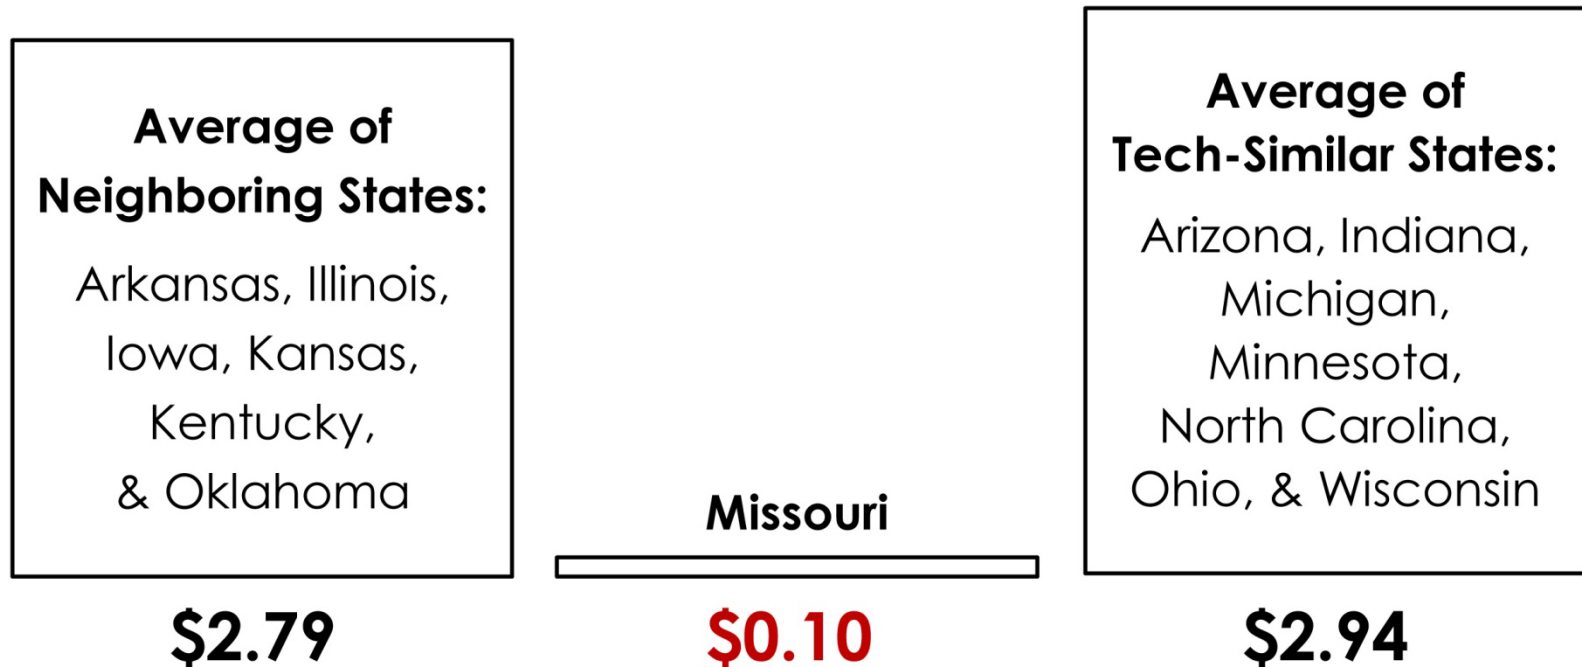 Average of
Neighboring States:
Arkansas, Illinois,
Iowa, Kansas,
Kentucky,
& Oklahoma
$2.79
Missouri
$0.10
Average of
Tech-Similar States:
Arizona, Indiana,
Michigan,
Minnesota,
North Carolina,
Ohio, & Wisconsin
$2.94